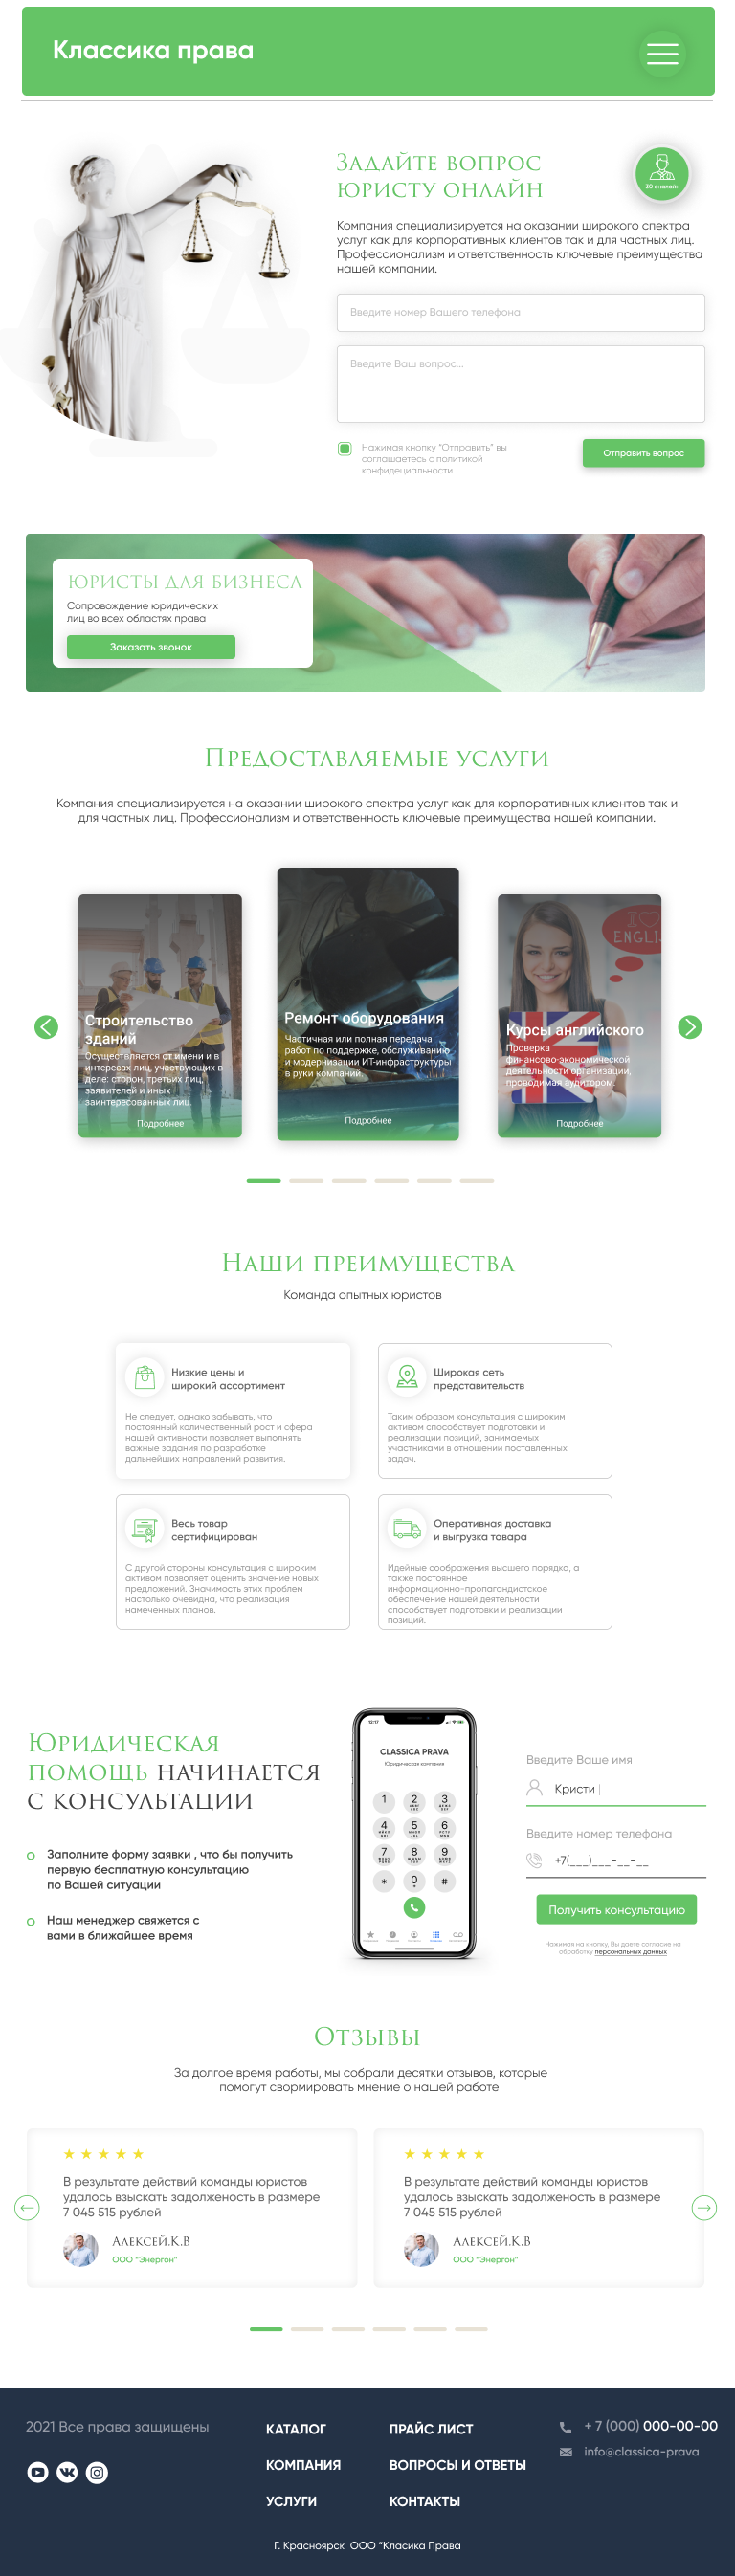 Классика права
Задайте вопрос
юристу онлайн
30 онлайн
Компания специализируется на оказании широкого спектра
услуг как для корпоративных клиентов так и для частных лиц.
Профессионализм и ответственность ключевые преимущества
нашей компании.
Введите номер Вашего телефона
Введите Ваш вопрос...
Нажимая кнопку "Отправить" вы
соглашаетесь с политикой
конфидециальности
Отправить вопрос
Юристы для бизнеса
Сопровождение юридических
лиц во всех областях права
Заказать звонок
Предоставляемые услуги
Компания специализируется на оказании широкого спектра услуг как для корпоративных клиентов так и
для частных лиц. Профессионализм и ответственность ключевые преимущества нашей компании.
Строительство
зданий
Осуществляется от имени и в
интересах лиц, участвующих в
деле: сторон, третьих лиц,
заявителей и иных
заинтересованных лиц.
Подробнее
Ремонт оборудования
Частичная или полная передача
работ по поддержке, обслуживанию
и модернизации ИТ-инфраструктуры
в руки компании.
Подробнее
I
ENGLI
Курсы английского
Проверка
финансово-экономической
деятельности организации,
проводимая аудитором.
Подробнее
Наши преимущества
Команда опытных юристов
Низкие цены и
широкий ассортимент
Не следует, однако забывать, что
постоянный количественный рост и сфера
нашей активности позволяет выполнять
важные задания по разработке
дальнейших направлений развития.
Широкая сеть
представительств
Таким образом консультация с широким
активом способствует подготовки и
реализации позиций, занимаемых
участниками в отношении поставленных
задач.
Весь товар
сертифицирован
С другой стороны консультация с широким
активом позволяет оценить значение новых
предложений. Значимость этих проблем
настолько очевидна, что реализация
намеченных планов.
Оперативная доставка
и выгрузка товара
Идейные соображения высшего порядка, а
также постоянное
информационно-пропагандистское
обеспечение нашей деятельности
способствует подготовки и реализации
позиций.
Юридическая
помощь начинается
с консультации
Заполните форму заявки , что бы получить
первую бесплатную консультацию
по Вашей ситуации
Наш менеджер свяжется с
вами в ближайшее время
CLASSICA PRAVA
Юридическая компания
1 2 3
4 5 6
7 8 9
* 0 #
Введите Ваше имя
Кристи |
Введите номер телефона
+7(___)___-__-__
Получить консультацию
Нажимая на кнопку, Вы даете согласие на
обработку персональных данных
Отзывы
За долгое время работы, мы собрали десятки отзывов, которые
помогут свормировать мнение о нашей работе
В результате действий команды юристов
удалось взыскать задолженость в размере
7 045 515 рублей
Алексей.К.В
ООО "Энергон"
В результате действий команды юристов
удалось взыскать задолженость в размере
7 045 515 рублей
Алексей.К.В
ООО "Энергон"
2021 Все права защищены
КАТАЛОГ
КОМПАНИЯ
УСЛУГИ
ПРАЙС ЛИСТ
ВОПРОСЫ И ОТВЕТЫ
КОНТАКТЫ
+ 7 (000) 000-00-00
info@classica-prava
Г. Красноярск ООО "Класика Права